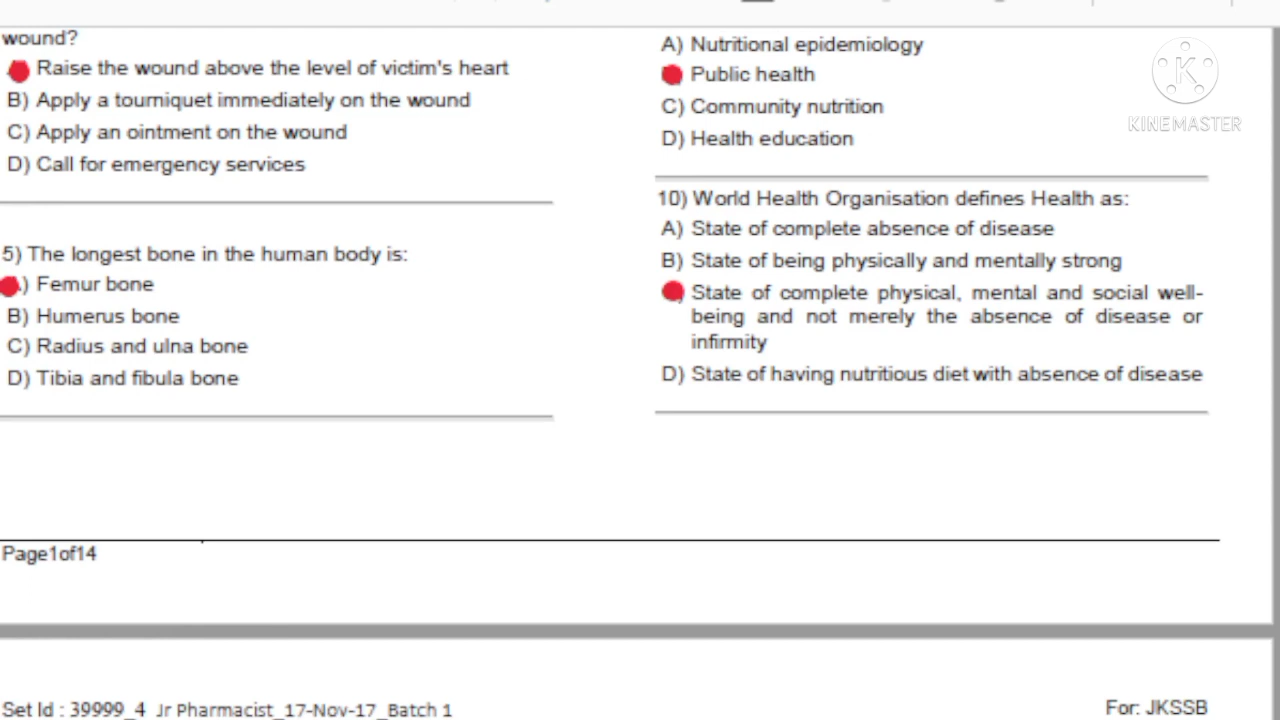 wound?
Raise the wound above the level of victim's heart
B) Apply a tourniquet immediately on the wound
C) Apply an ointment on the wound
D) Call for emergency services
5) The longest bone in the human body is:
) Femur bone
B) Humerus bone
C) Radius and ulna bone
D) Tibia and fibula bone
A) Nutritional epidemiology
Public health
C) Community nutrition
D) Health education
10) World Health Organisation defines Health as:
A) State of complete absence of disease
B) State of being physically and mentally strong
State of complete physical, mental and social well-
being and not merely the absence of disease or
infirmity
D) State of having nutritious diet with absence of disease
K
KINEMASTER
Page1of14
Set Id : 39999_4 Jr Pharmacist_17-Nov-17_Batch 1
For: JKSSB